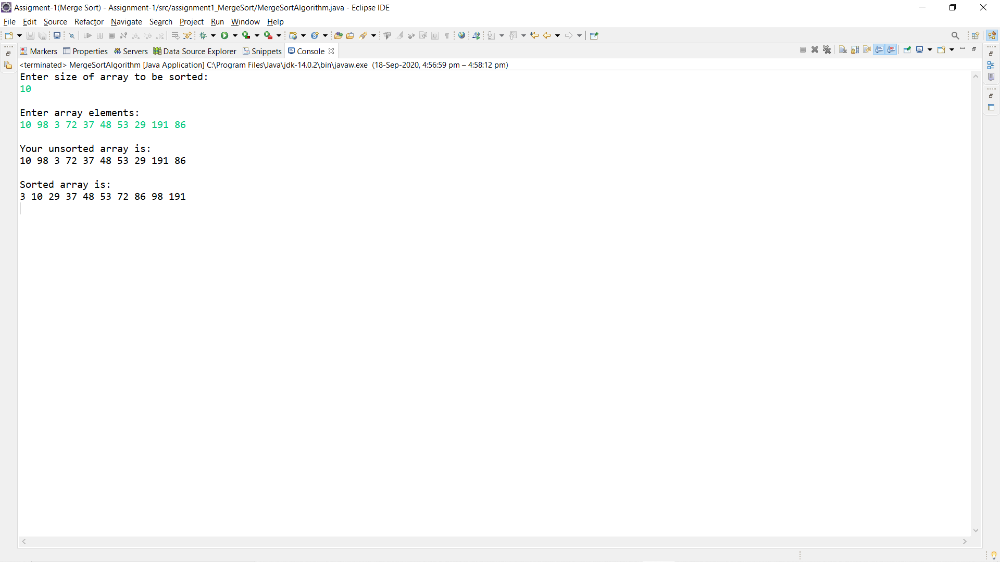 Assigment-1(Merge Sort) - Assignment-1/src/assignment1_MergeSort/MergeSortAlgorithm.java - Eclipse IDE
File Edit Source Refactor Navigate Search Project Run Window Help
Markers Properties Servers Data Source Explorer Snippets Console
<terminated> MergeSortAlgorithm [Java Application] C:\Program Files\Java\jdk-14.0.2\bin\javaw.exe (18-Sep-2020, 4:56:59 pm – 4:58:12 pm)
Enter size of array to be sorted:
10
Enter array elements:
10 98 3 72 37 48 53 29 191 86
Your unsorted array is:
10 98 3 72 37 48 53 29 191 86
Sorted array is:
3 10 29 37 48 53 72 86 98 191